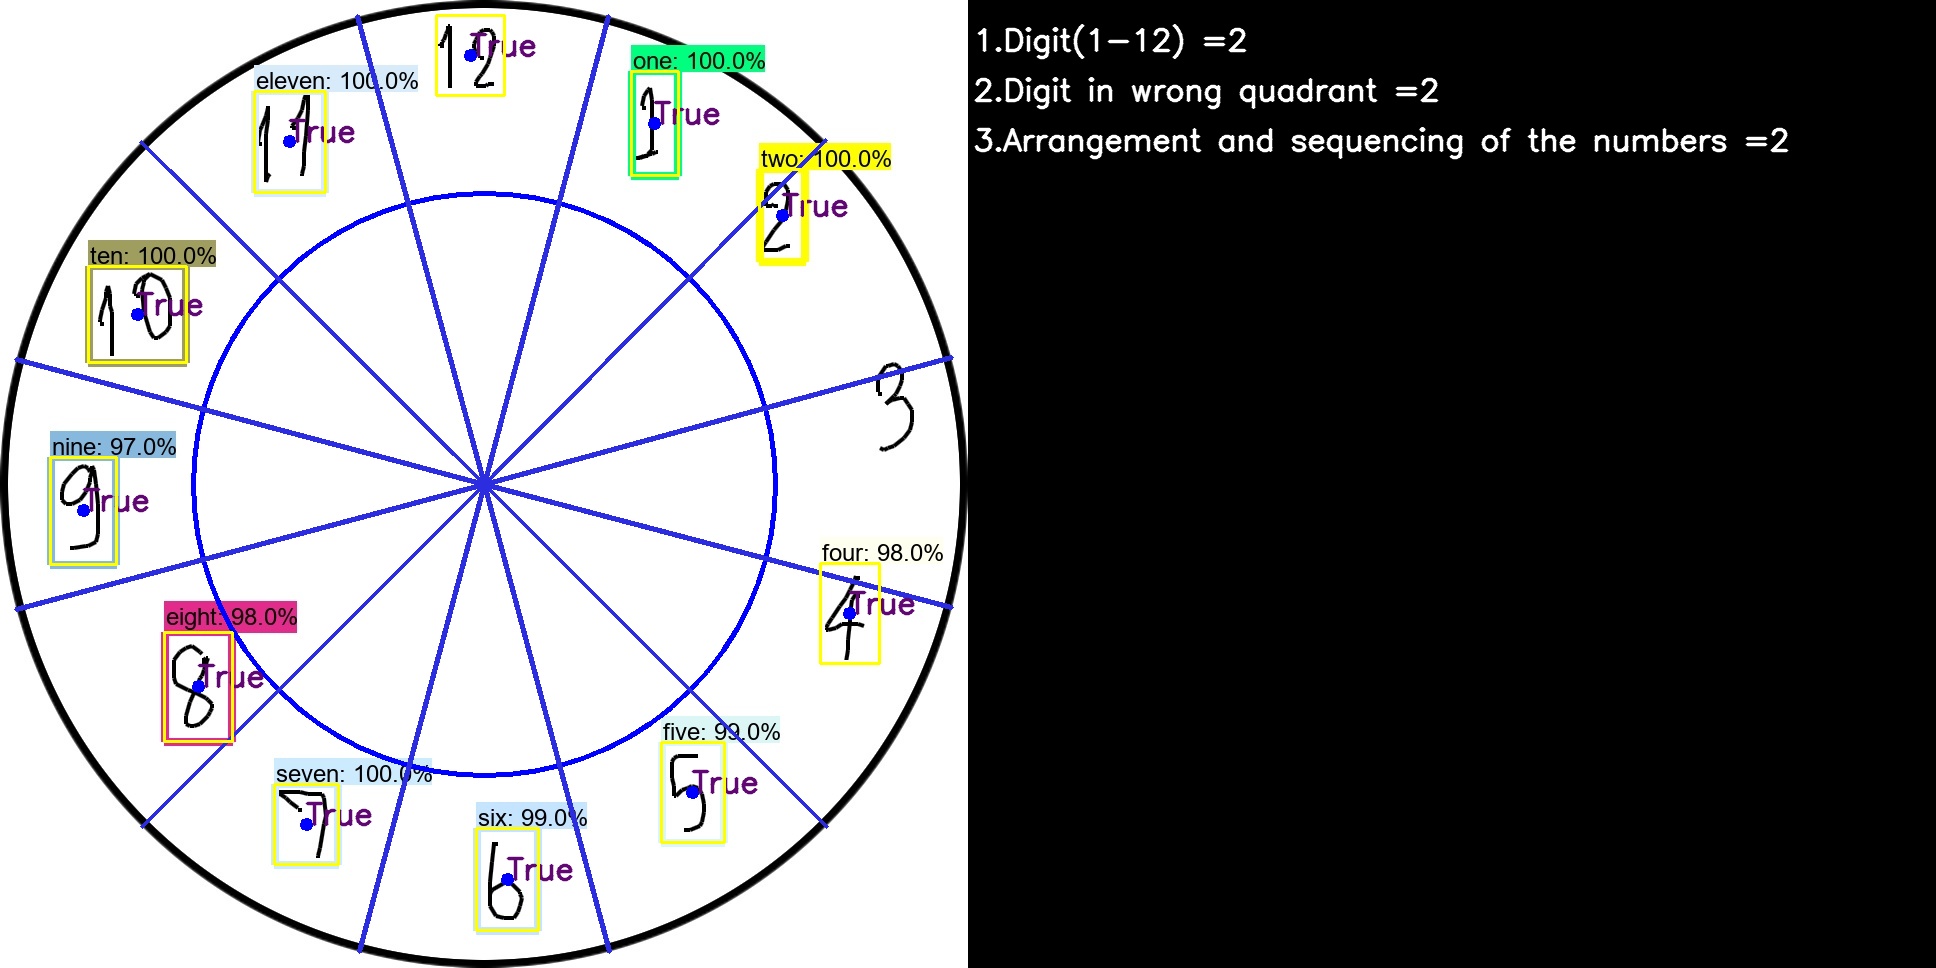 12
True
one: 100.0%
1
True
eleven: 100.0%
11
True
two: 100.0%
2
True
ten: 100.0%
10
True
3
nine: 97.0%
9
True
four: 98.0%
4
True
eight: 98.0%
8
True
five: 99.0%
5
True
seven: 100.0%
7
True
six: 99.0%
6
True
1.Digit(1-12) =2
2.Digit in wrong quadrant =2
3.Arrangement and sequencing of the numbers =2